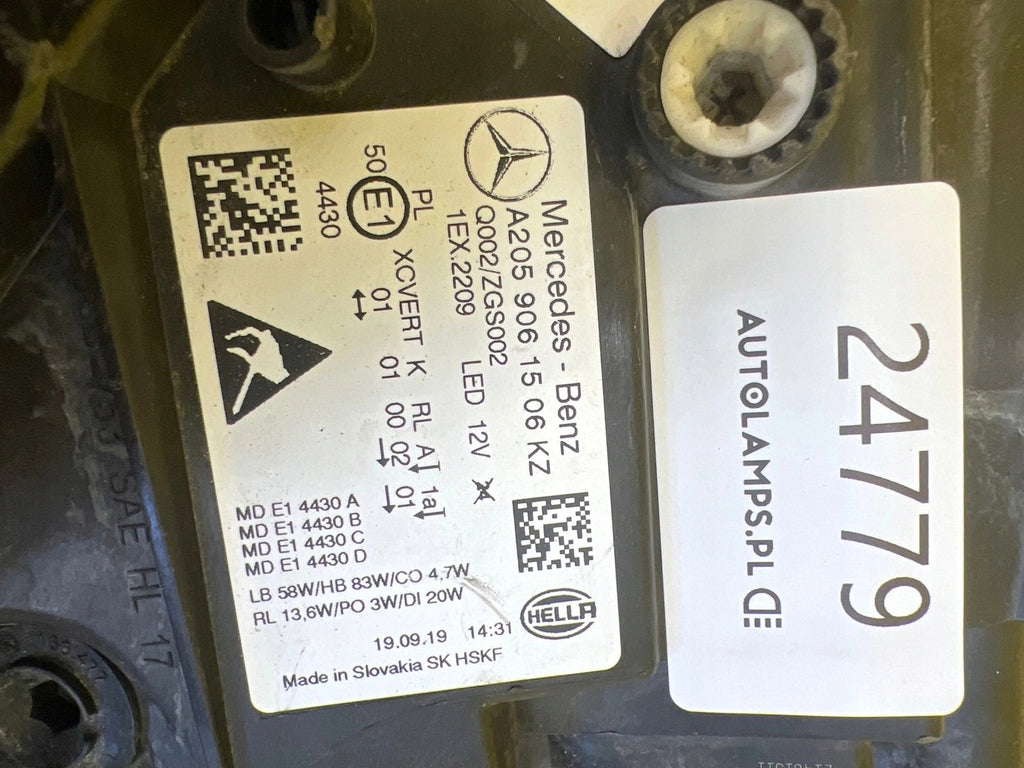 Mercedes - Benz
A205 906 15 06 KZ
Q002/ZGS002
1EX.2209 LED 12V
PL XCVERT K RL A 1a
50 E1 01 01 00 02 01
4430
MD E1 4430 A
MD E1 4430 B
MD E1 4430 C
MD E1 4430 D
LB 58W/HB 83W/CO 4,7W
RL 13,6W/PO 3W/DI 20W
19.09.19 14:31
Made in Slovakia SK HSKF
HELLA
24779
AUTOLAMPS.PL
SAE HL 17